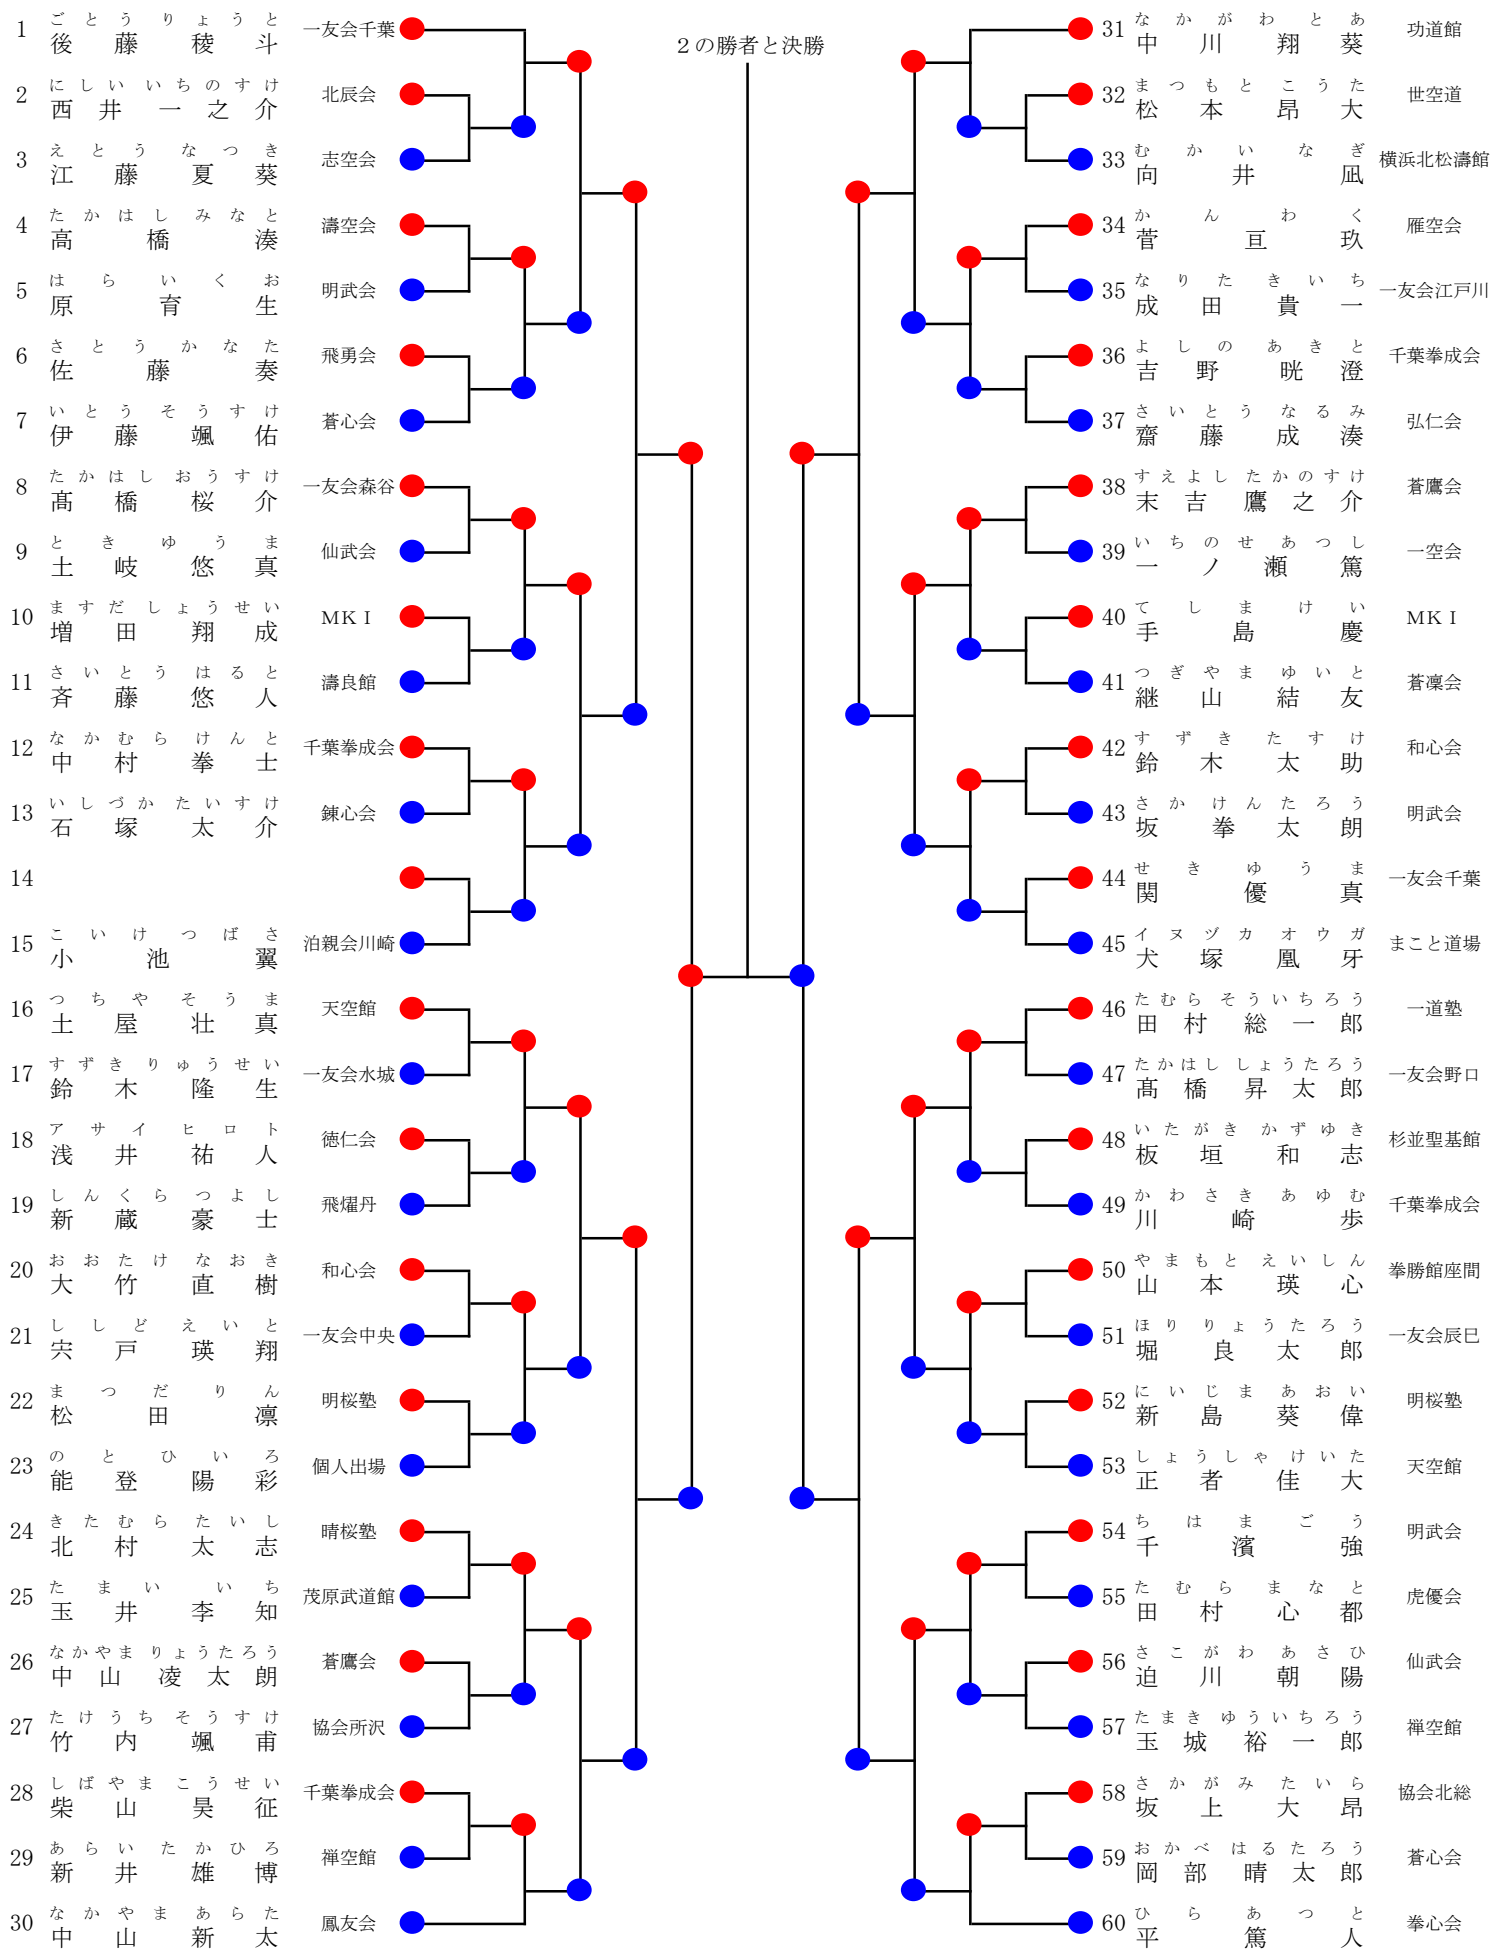 ２の勝者と決勝
ごとう りょうと
1 後藤 稜斗 一友会千葉
にしい いちのすけ
2 西井 一之介 北辰会
えとう なつき
3 江藤 夏葵 志空会
たかはし みなと
4 高橋 湊 濤空会
はら いくお
5 原 育生 明武会
さとう かなた
6 佐藤 奏 飛勇会
いとう そうすけ
7 伊藤 颯佑 蒼心会
たかはし おうすけ
8 髙橋 桜介 一友会森谷
とき ゆうま
9 土岐 悠真 仙武会
ますだ しょうせい
10 増田 翔成 ＭＫＩ
さいとう はると
11 斉藤 悠人 濤良館
なかむら けんと
12 中村 拳士 千葉拳成会
いしづか たいすけ
13 石塚 太介 錬心会
14
こいけ つばさ
15 小池 翼 泊親会川崎
つちや そうま
16 土屋 壮真 天空館
すずき りゅうせい
17 鈴木 隆生 一友会水城
アサイ ヒロト
18 浅井 祐人 徳仁会
しんくら つよし
19 新蔵 豪士 飛燿丹
おおたけ なおき
20 大竹 直樹 和心会
ししど えいと
21 宍戸 瑛翔 一友会中央
まつだ りん
22 松田 凛 明桜塾
のと ひいろ
23 能登 陽彩 個人出場
きたむら たいし
24 北村 太志 晴桜塾
たまい いち
25 玉井 李知 茂原武道館
なかやま りょうたろう
26 中山 凌太朗 蒼鷹会
たけうち そうすけ
27 竹内 颯甫 協会所沢
しばやま こうせい
28 柴山 昊征 千葉拳成会
あらい たかひろ
29 新井 雄博 禅空館
なかやま あらた
30 中山 新太 鳳友会
なかがわ とあ
31 中川 翔葵 功道館
まつもと こうた
32 松本 昂大 世空道
むかい なぎ
33 向井 凪 横浜北松濤館
かん わく
34 菅 亘玖 雁空会
なりた きいち
35 成田 貴一 一友会江戸川
よしの あきと
36 吉野 晄澄 千葉拳成会
さいとう なるみ
37 齋藤 成湊 弘仁会
すえよし たかのすけ
38 末吉 鷹之介 蒼鷹会
いちのせ あつし
39 一ノ瀬 篤 一空会
てしま けい
40 手島 慶 ＭＫＩ
つぎやま ゆいと
41 継山 結友 蒼凜会
すずき たすけ
42 鈴木 太助 和心会
さか けんたろう
43 坂 拳太朗 明武会
せき ゆうま
44 関 優真 一友会千葉
イヌヅカ オウガ
45 犬塚 凰牙 まこと道場
たむら そういちろう
46 田村 総一郎 一道塾
たかはし しょうたろう
47 髙橋 昇太郎 一友会野口
いたがき かずゆき
48 板垣 和志 杉並聖基館
かわさき あゆむ
49 川崎 歩 千葉拳成会
やまもと えいしん
50 山本 瑛心 拳勝館座間
ほり りょうたろう
51 堀 良太郎 一友会辰巳
にいじま あおい
52 新島 葵偉 明桜塾
しょうしゃ けいた
53 正者 佳大 天空館
ちはま ごう
54 千濱 強 明武会
たむら まなと
55 田村 心都 虎優会
さこがわ あさひ
56 迫川 朝陽 仙武会
たまき ゆういちろう
57 玉城 裕一郎 禅空館
さかがみ たいら
58 坂上 大昂 協会北総
おかべ はるたろう
59 岡部 晴太郎 蒼心会
ひら あつと
60 平 篤人 拳心会